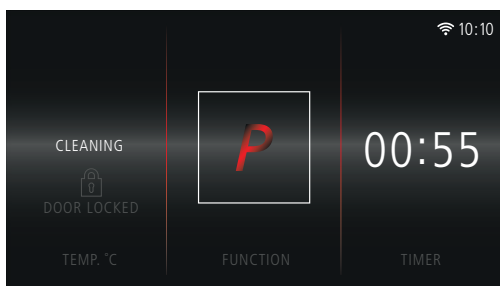 10:10
CLEANING
P
00:55
DOOR LOCKED
TEMP. °C
FUNCTION
TIMER